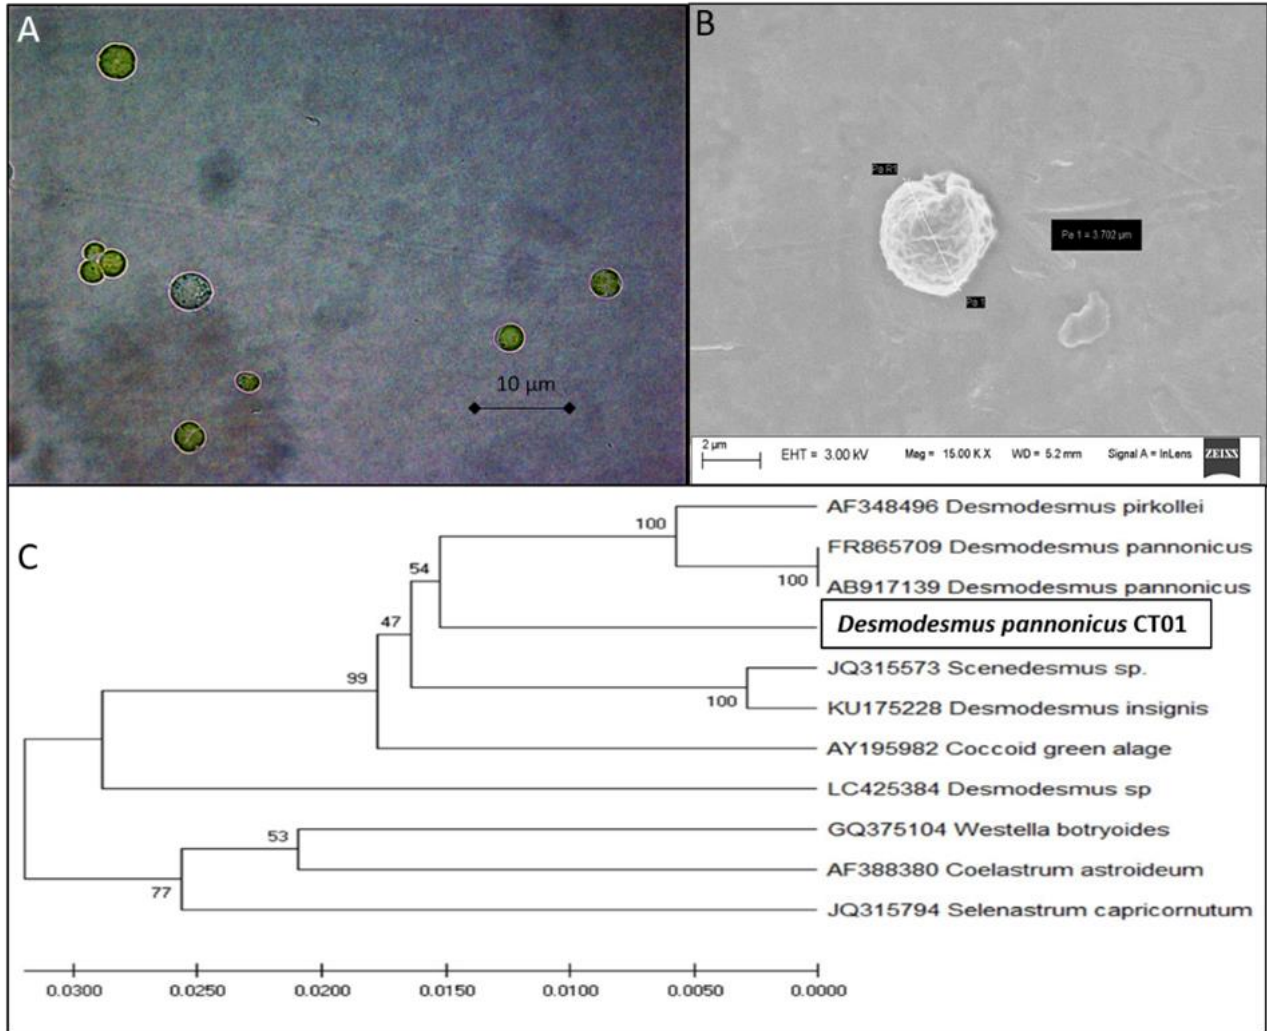 A
10 µm
B
Pa R1
Pa 1 = 3.702 µm
Pa 1
2 µm
EHT = 3.00 kV
Mag = 15.00 K X
WD = 5.2 mm
Signal A = InLens
ZEISS
C
100 AF348496 Desmodesmus pirkollei
FR865709 Desmodesmus pannonicus
100 AB917139 Desmodesmus pannonicus
54
Desmodesmus pannonicus CT01
47
JQ315573 Scenedesmus sp.
99
100 KU175228 Desmodesmus insignis
AY195982 Coccoid green alage
LC425384 Desmodesmus sp
53 GQ375104 Westella botryoides
AF388380 Coelastrum astroideum
77 JQ315794 Selenastrum capricornutum
0.0300 0.0250 0.0200 0.0150 0.0100 0.0050 0.0000